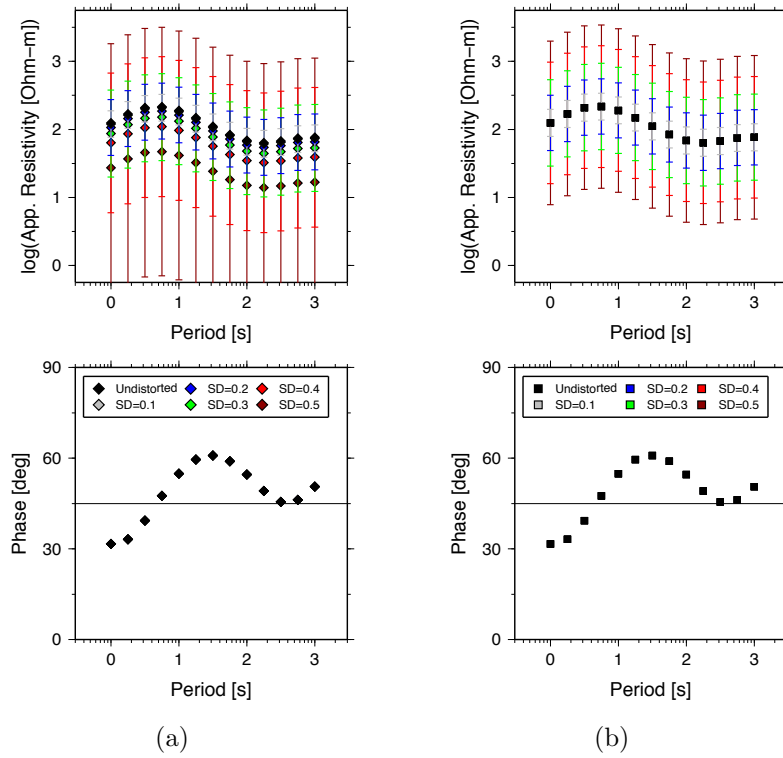 log(App. Resistivity [Ohm−m]
3
2
1
0
0 1 2 3
Period [s]
log(App. Resistivity [Ohm−m]
3
2
1
0
0 1 2 3
Period [s]
Phase [deg]
90
60
30
0
Undistorted SD=0.2 SD=0.4
SD=0.1 SD=0.3 SD=0.5
0 1 2 3
Period [s]
(a)
Phase [deg]
90
60
30
0
Undistorted SD=0.2 SD=0.4
SD=0.1 SD=0.3 SD=0.5
0 1 2 3
Period [s]
(b)